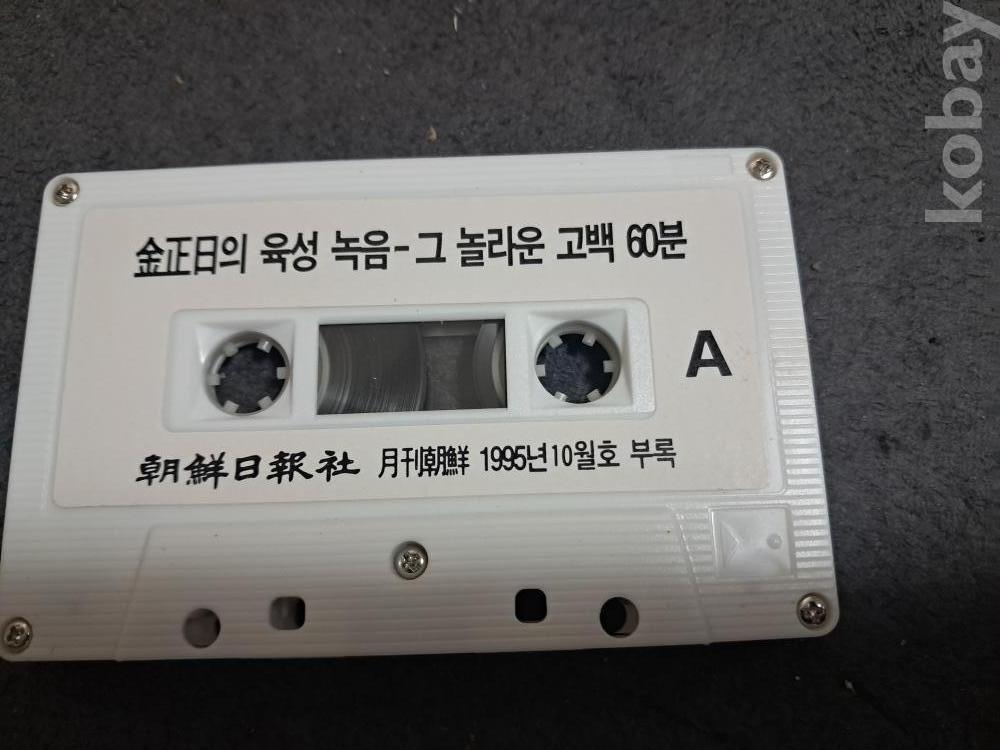 金正日의 육성 녹음-그 놀라운 고백 60분
A
朝鮮日報社 月刊朝鮮 1995년10월호 부록
kobay